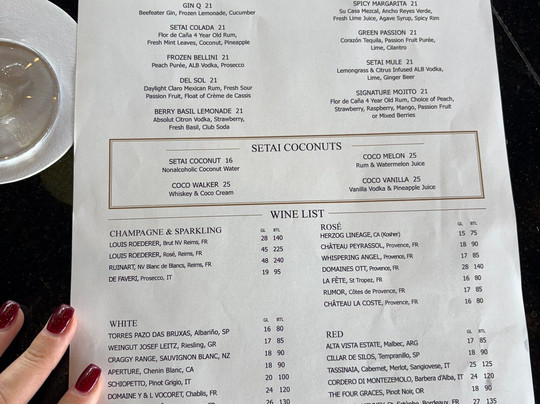 GIN Q 21
Beefeater Gin, Frozen Lemonade, Cucumber
SETAI COLADA 21
Flor de Caña 4 Year Old Rum,
Fresh Mint Leaves, Coconut, Pineapple
FROZEN BELLINI 21
Peach Purée, ALB Vodka, Prosecco
DEL SOL 21
Daylight Claro Mexican Rum, Fresh Sour
Passion Fruit, Float of Crème de Cassis
BERRY BASIL LEMONADE 21
Absolut Citron Vodka, Strawberry,
Fresh Basil, Club Soda
SPICY MARGARITA 21
Su Casa Mezcal, Ancho Reyes Verde,
Fresh Lime Juice, Agave Syrup, Spicy Rim
GREEN PASSION 21
Corazón Tequila, Passion Fruit Purée,
Lime, Cilantro
SETAI MULE 21
Lemongrass & Citrus Infused ALB Vodka,
Lime, Ginger Beer
SIGNATURE MOJITO 21
Flor de Caña 4 Year Old Rum, Choice of Peach,
Strawberry, Raspberry, Mango, Passion Fruit
or Mixed Berries
SETAI COCONUTS
SETAI COCONUT 16
Nonalcoholic Coconut Water
COCO MELON 25
Rum & Watermelon Juice
COCO WALKER 25
Whiskey & Coco Cream
COCO VANILLA 25
Vanilla Vodka & Pineapple Juice
WINE LIST
CHAMPAGNE & SPARKLING GL BTL
LOUIS ROEDERER, Brut NV Reims, FR 28 140
LOUIS ROEDERER, Rosé, Reims, FR 45 225
RUINART, NV Blanc de Blancs, Reims, FR 48 240
DE FAVERI, Prosecco, IT 19 95
ROSÉ GL BTL
HERZOG LINEAGE, CA (Kosher) 15 75
CHÂTEAU PEYRASSOL, Provence, FR 18 90
WHISPERING ANGEL, Provence, FR 17 85
DOMAINES OTT, Provence, FR 28 140
LA FÊTE, St Tropez, FR 16 80
RUMOR, Côtes de Provence, FR 17 85
CHÂTEAU LA COSTE, Provence, FR 16 80
WHITE GL BTL
TORRES PAZO DAS BRUXAS, Albariño, SP 16 80
WEINGUT JOSEF LEITZ, Riesling, GR 17 85
CRAGGY RANGE, SAUVIGNON BLANC, NZ 18 90
APERTURE, Chenin Blanc, CA 18 90
SCHIOPETTO, Pinot Grigio, IT 16 80
DOMAINE Y & L VOCORET, Chablis, FR 24 120
26 130
RED GL BTL
ALTA VISTA ESTATE, Malbec, ARG 17 85
CILLAR DE SILOS, Tempranillo, SP 18 90
TASSINAIA, Cabernet, Merlot, Sangiovese, IT 25 125
CORDERO DI MONTEZEMOLO, Barbera d'Alba, IT 24 120
THE FOUR GRACES, Pinot Noir, OR 18 90
27 135